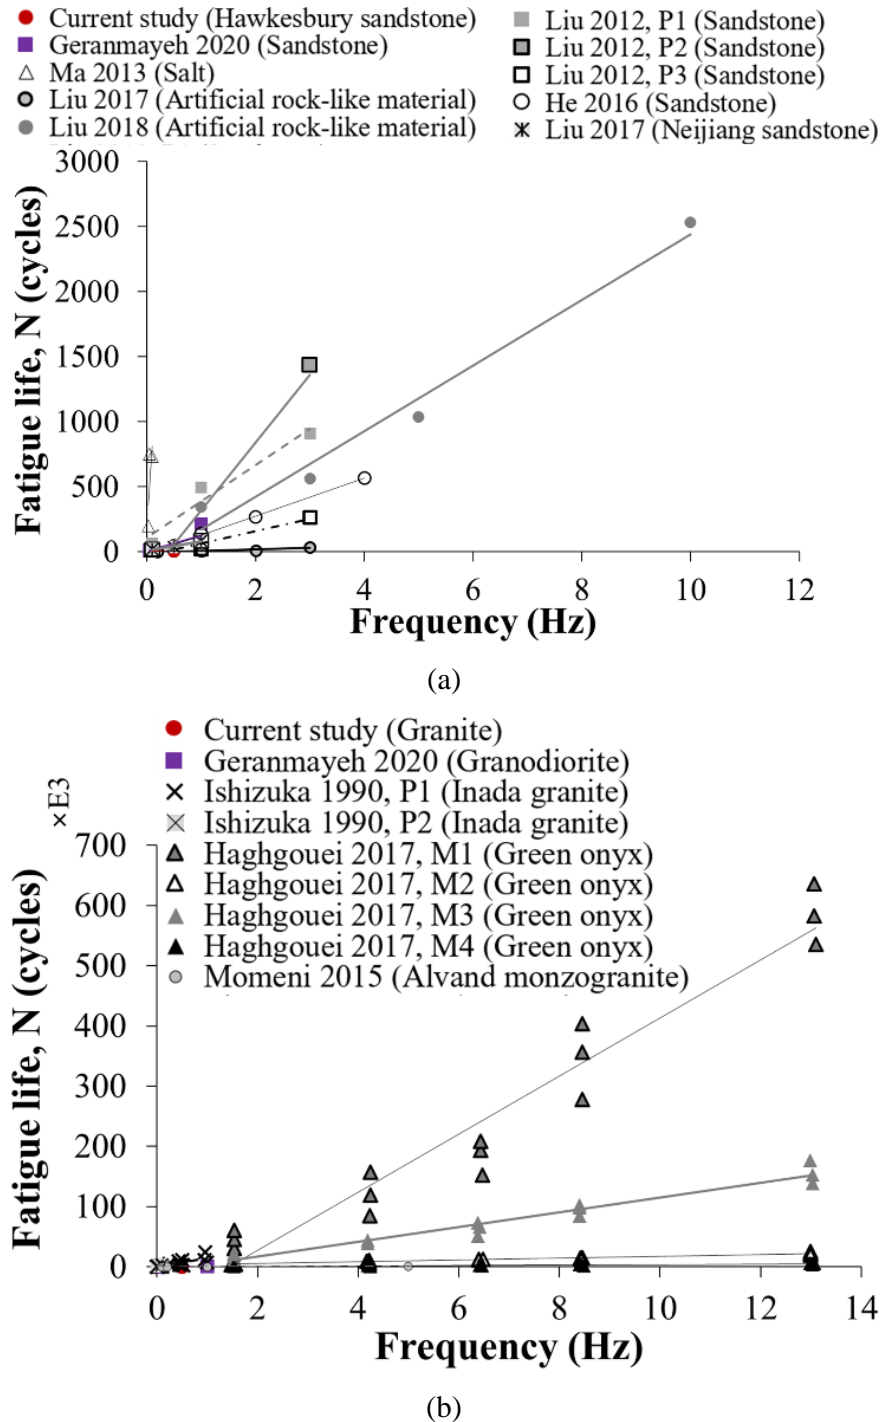 Current study (Hawkesbury sandstone)
Geranmayeh 2020 (Sandstone)
Ma 2013 (Salt)
Liu 2017 (Artificial rock-like material)
Liu 2018 (Artificial rock-like material)
Liu 2012, P1 (Sandstone)
Liu 2012, P2 (Sandstone)
Liu 2012, P3 (Sandstone)
He 2016 (Sandstone)
Liu 2017 (Neijiang sandstone)
Fatigue life, N (cycles)
3000
2500
2000
1500
1000
500
0
0 2 4 6 8 10 12
Frequency (Hz)
(a)
Current study (Granite)
Geranmayeh 2020 (Granodiorite)
Ishizuka 1990, P1 (Inada granite)
Ishizuka 1990, P2 (Inada granite)
Haghgouei 2017, M1 (Green onyx)
Haghgouei 2017, M2 (Green onyx)
Haghgouei 2017, M3 (Green onyx)
Haghgouei 2017, M4 (Green onyx)
Momeni 2015 (Alvand monzogranite)
×E3
Fatigue life, N (cycles)
700
600
500
400
300
200
100
0
0 2 4 6 8 10 12 14
Frequency (Hz)
(b)